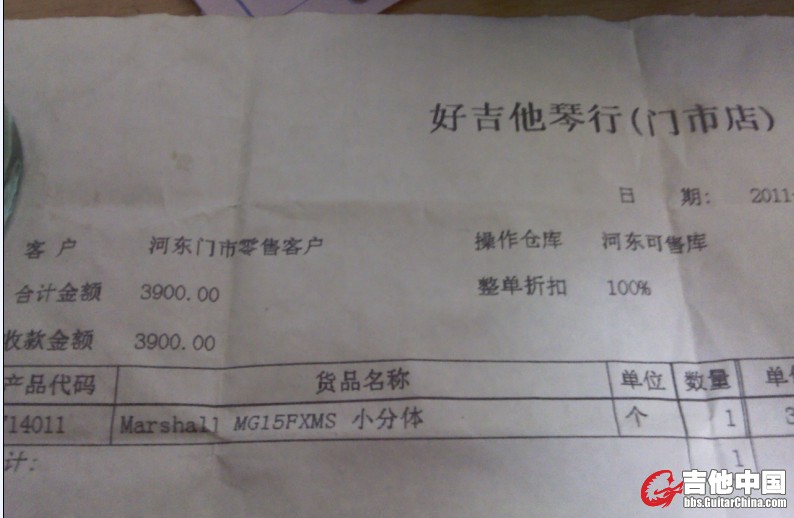 好吉他琴行(门市店)
日 期: 2011-
客 户 河东门市零售客户 操作仓库 河东可售库
合计金额 3900.00 整单折扣 100%
收款金额 3900.00
产品代码 货品名称 单位 数量 单
14011 Marshall MG15FXMS 小分体 个 1 3
计: 1
吉他中国
bbs.GuitarChina.com